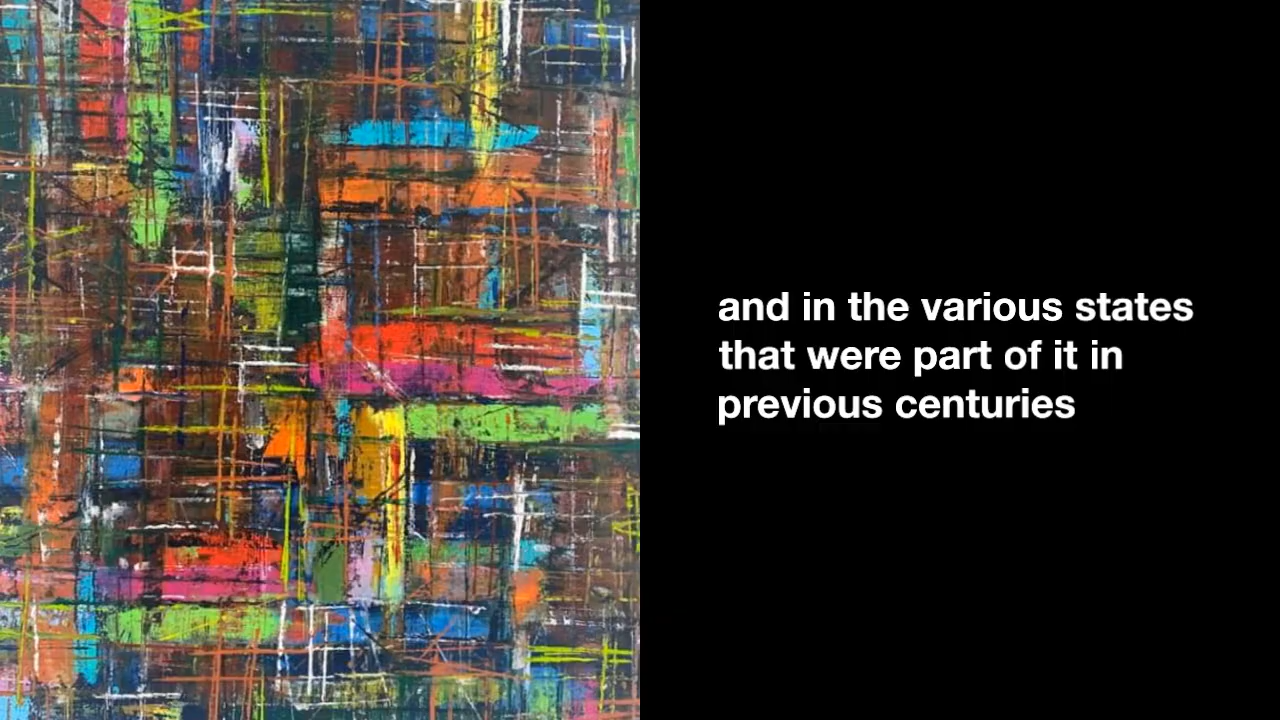 and in the various states
that were part of it in
previous centuries